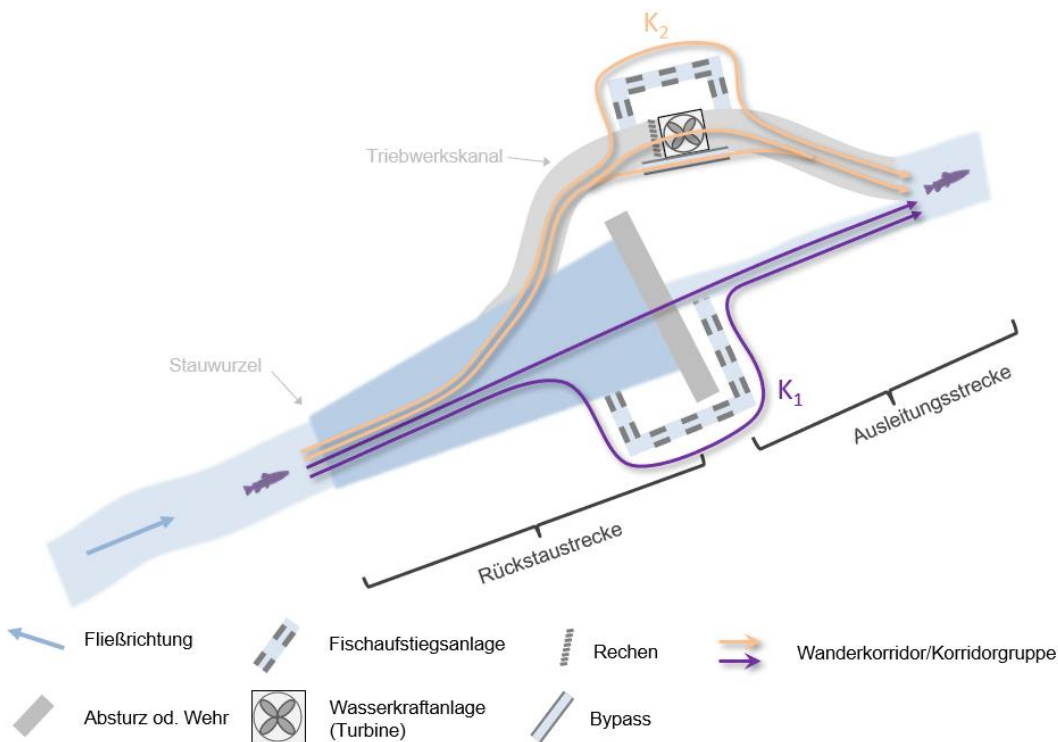 K2
Triebwerkskanal
Stauwurzel
K1
Ausleitungsstrecke
Rückstaustrecke
Fließrichtung
Fischaufstiegsanlage
Rechen
Wanderkorridor/Korridorgruppe
Absturz od. Wehr
Wasserkraftanlage
(Turbine)
Bypass